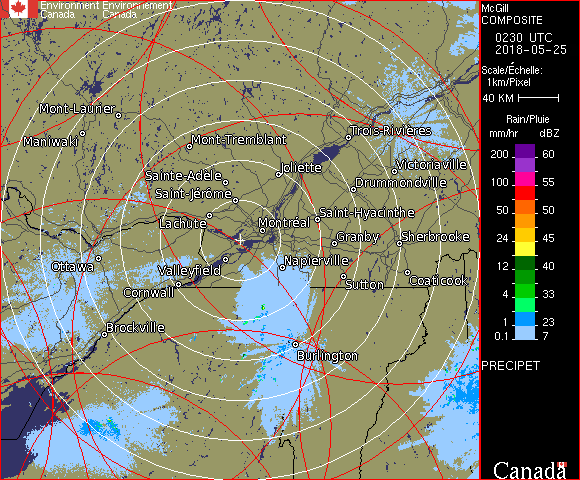 Environment Environnement
Canada Canada
McGill
COMPOSITE
0230 UTC
2018-05-25
Scale/Échelle:
1km/Pixel
40 KM
Rain/Pluie
mm/hr dBZ
200 60
100 55
50 50
24 45
12 40
4 33
1 23
0.1 7
PRECIPET
Canada
Mont-Laurier
Maniwaki
Mont-Tremblant
Trois-Rivières
Sainte-Adèle
Joliette
Victoriaville
Saint-Jérôme
Drummondville
Lachute
Montréal
Saint-Hyacinthe
Granby
Sherbrooke
Ottawa
Valleyfield
Napierville
Cornwall
Sutton
Coaticook
Brockville
Burlington